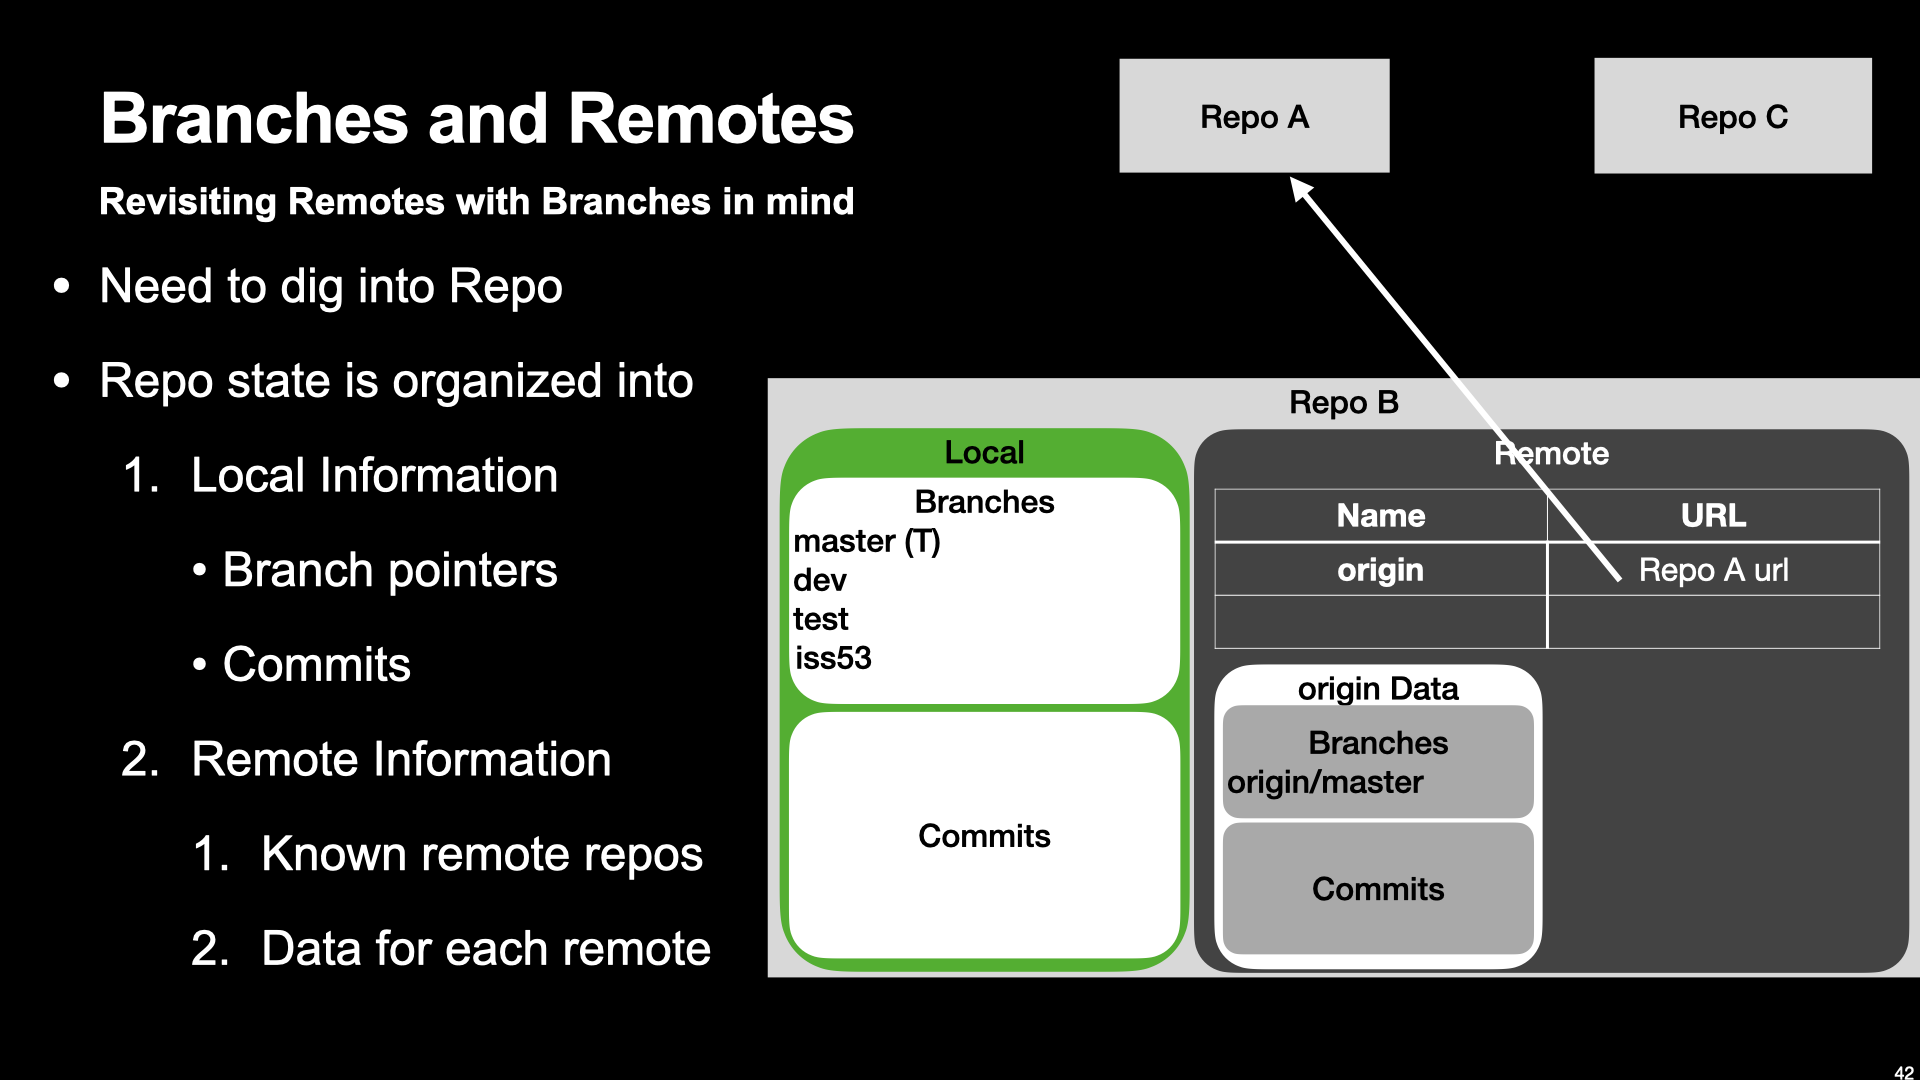 Branches and Remotes
Revisiting Remotes with Branches in mind
• Need to dig into Repo
• Repo state is organized into
1. Local Information
• Branch pointers
• Commits
2. Remote Information
1. Known remote repos
2. Data for each remote
Repo A
Repo C
Repo B
Local
Branches
master (T)
dev
test
iss53
Commits
Remote
Name URL
origin Repo A url
origin Data
Branches
origin/master
Commits
42